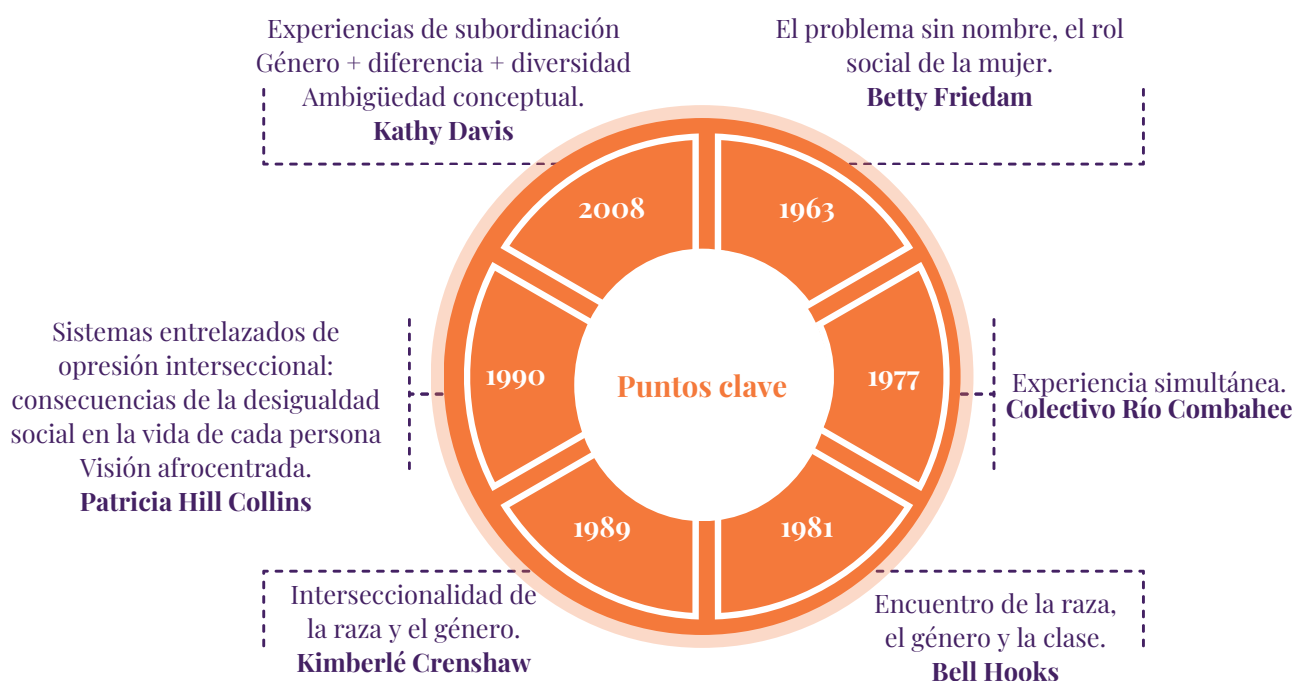 Experiencias de subordinación
Género + diferencia + diversidad
Ambigüedad conceptual.
Kathy Davis
El problema sin nombre, el rol
social de la mujer.
Betty Friedam
2008
1963
Sistemas entrelazados de
opresión interseccional:
consecuencias de la desigualdad
social en la vida de cada persona
Visión afrocentrada.
Patricia Hill Collins
1990
Puntos clave
1977
Experiencia simultánea.
Colectivo Río Combahee
1989
1981
Interseccionalidad de
la raza y el género.
Kimberlé Crenshaw
Encuentro de la raza,
el género y la clase.
Bell Hooks